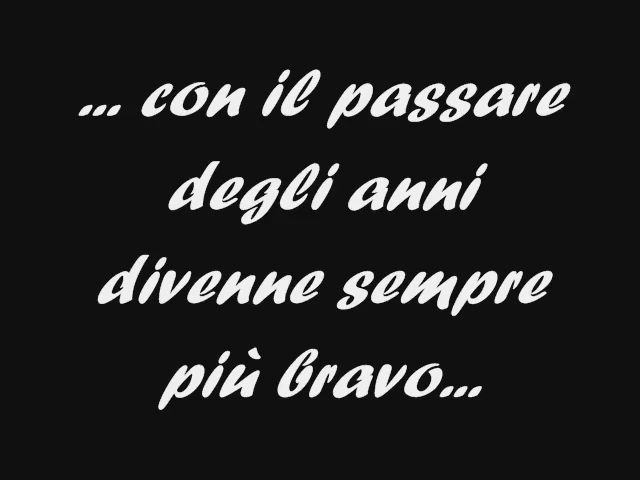 ... con il passare
degli anni
divenne sempre
più bravo...